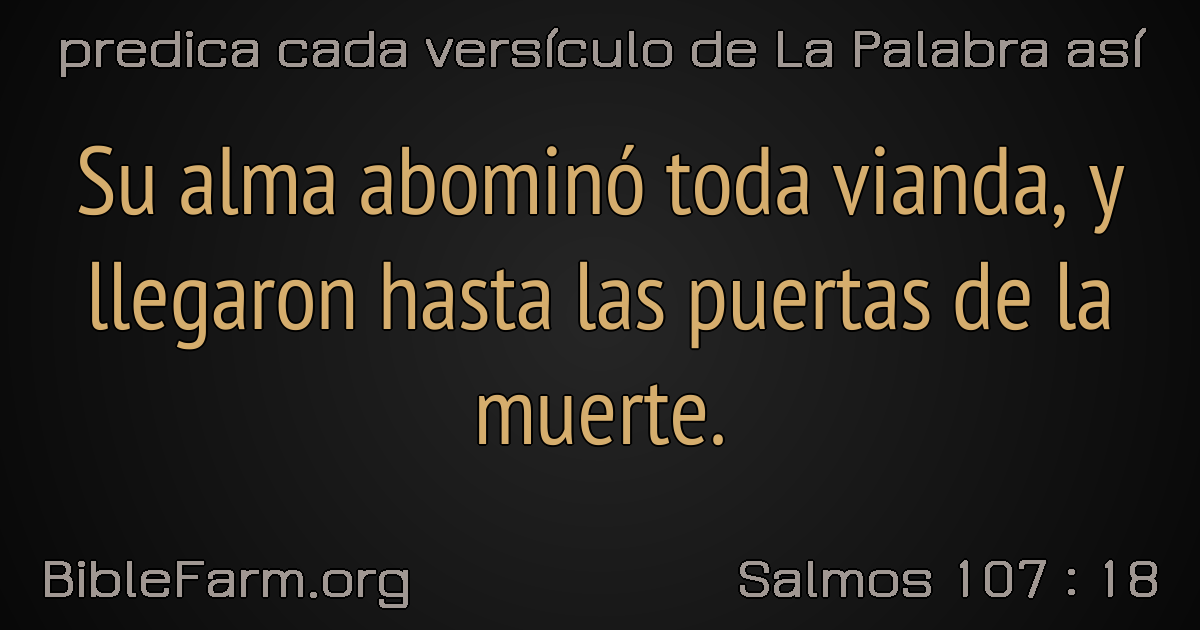 predica cada versículo de La Palabra así
Su alma abominó toda vianda, y
llegaron hasta las puertas de la
muerte.
BibleFarm.org
Salmos 107 : 18